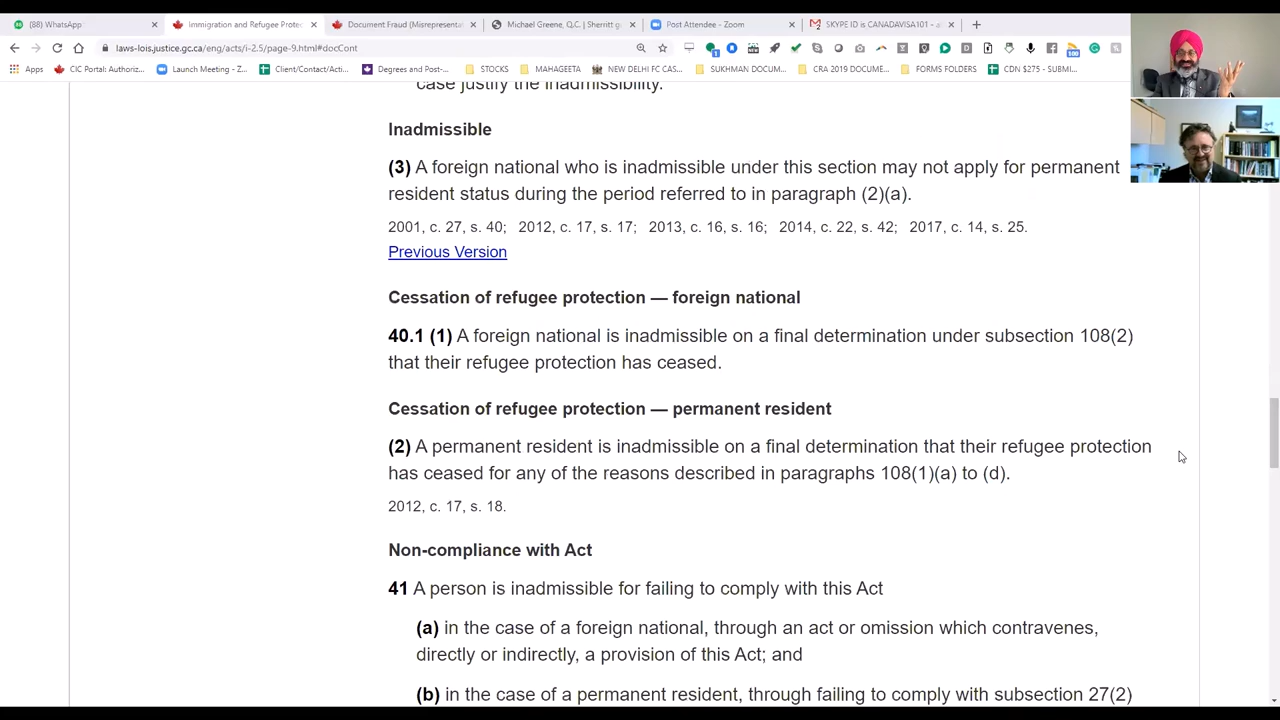 (88) WhatsApp
Immigration and Refugee Protec
Document Fraud (Misrepresenta
Michael Greene, Q.C. | Sherritt g
Post Attendee - Zoom
SKYPE ID is CANADAVISA101 - a
laws-lois.justice.gc.ca/eng/acts/i-2.5/page-9.html#docCont
Apps
CIC Portal: Authoriz...
Launch Meeting - Z...
Client/Contact/Acti...
Degrees and Post-...
STOCKS
MAHAGEETA
NEW DELHI FC CAS...
SUKHMAN DOCUM...
CRA 2019 DOCUME...
FORMS FOLDERS
CDN $275 - SUBMI...
case justify the inadmissibility.
Inadmissible
(3) A foreign national who is inadmissible under this section may not apply for permanent
resident status during the period referred to in paragraph (2)(a).
2001, c. 27, s. 40; 2012, c. 17, s. 17; 2013, c. 16, s. 16; 2014, c. 22, s. 42; 2017, c. 14, s. 25.
Previous Version
Cessation of refugee protection — foreign national
40.1 (1) A foreign national is inadmissible on a final determination under subsection 108(2)
that their refugee protection has ceased.
Cessation of refugee protection — permanent resident
(2) A permanent resident is inadmissible on a final determination that their refugee protection
has ceased for any of the reasons described in paragraphs 108(1)(a) to (d).
2012, c. 17, s. 18.
Non-compliance with Act
41 A person is inadmissible for failing to comply with this Act
(a) in the case of a foreign national, through an act or omission which contravenes,
directly or indirectly, a provision of this Act; and
(b) in the case of a permanent resident, through failing to comply with subsection 27(2)